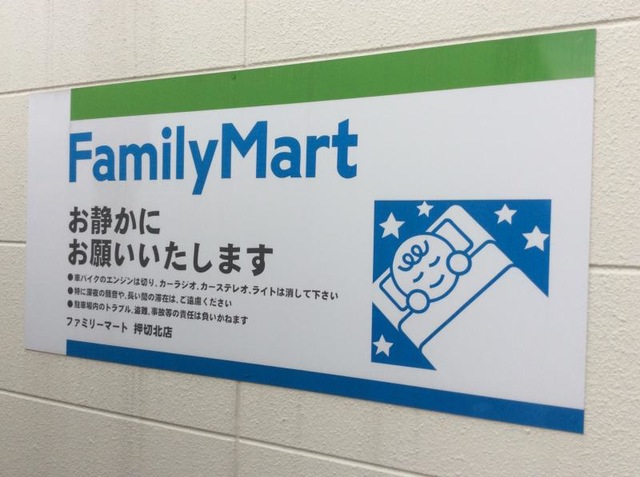 FamilyMart
お静かに
お願いいたします
●車バイクのエンジンは切り、カーラジオ、カーステレオ、ライトは消して下さい
●特に深夜の騒音や、長い間の滞在は、ご遠慮ください
●駐車場内のトラブル、盗難、事故等の責任は負いかねます
ファミリーマート 押切北店